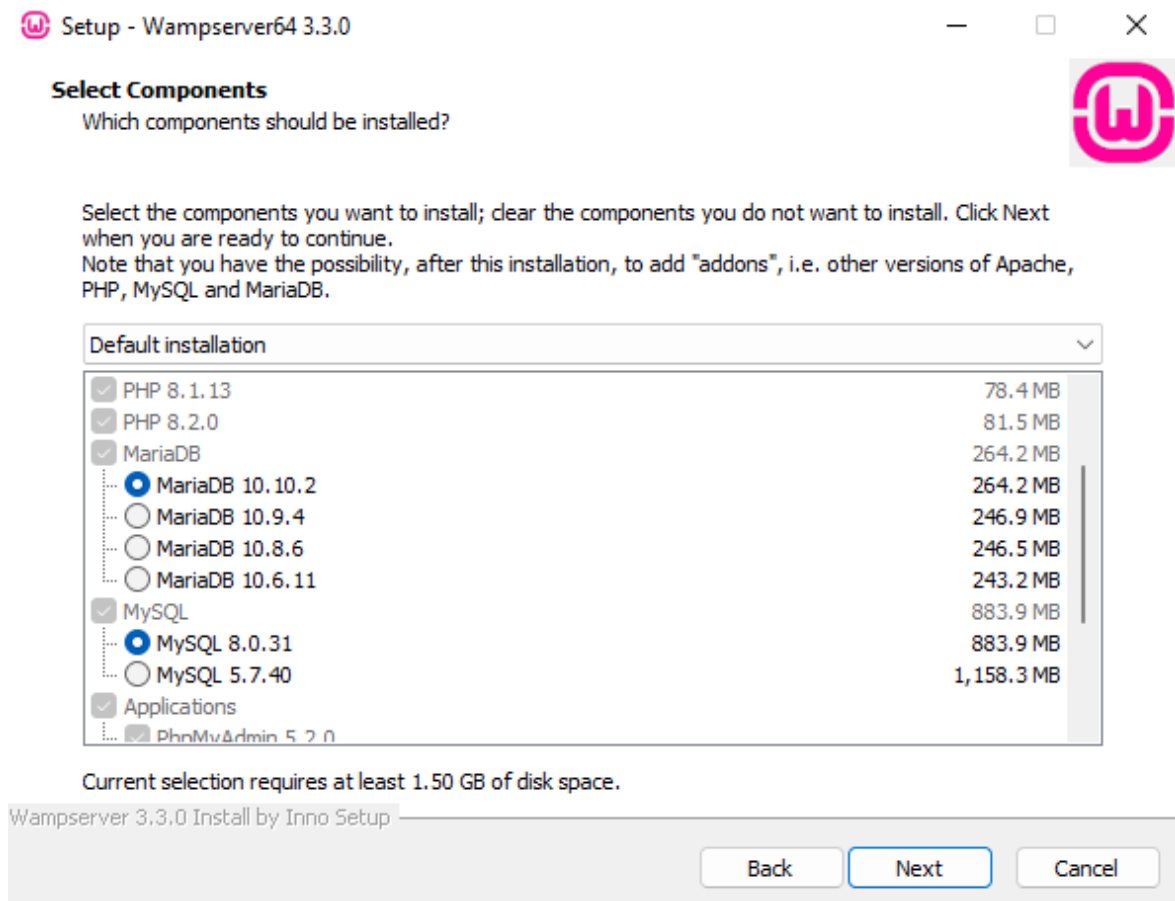 Setup - Wampserver64 3.3.0
Select Components
Which components should be installed?
Select the components you want to install; clear the components you do not want to install. Click Next
when you are ready to continue.
Note that you have the possibility, after this installation, to add "addons", i.e. other versions of Apache,
PHP, MySQL and MariaDB.
Default installation
PHP 8.1.13 78.4 MB
PHP 8.2.0 81.5 MB
MariaDB 264.2 MB
MariaDB 10.10.2 264.2 MB
MariaDB 10.9.4 246.9 MB
MariaDB 10.8.6 246.5 MB
MariaDB 10.6.11 243.2 MB
MySQL 883.9 MB
MySQL 8.0.31 883.9 MB
MySQL 5.7.40 1,158.3 MB
Applications
PhpMyAdmin 5.2.0
Current selection requires at least 1.50 GB of disk space.
Wampserver 3.3.0 Install by Inno Setup
Back Next Cancel